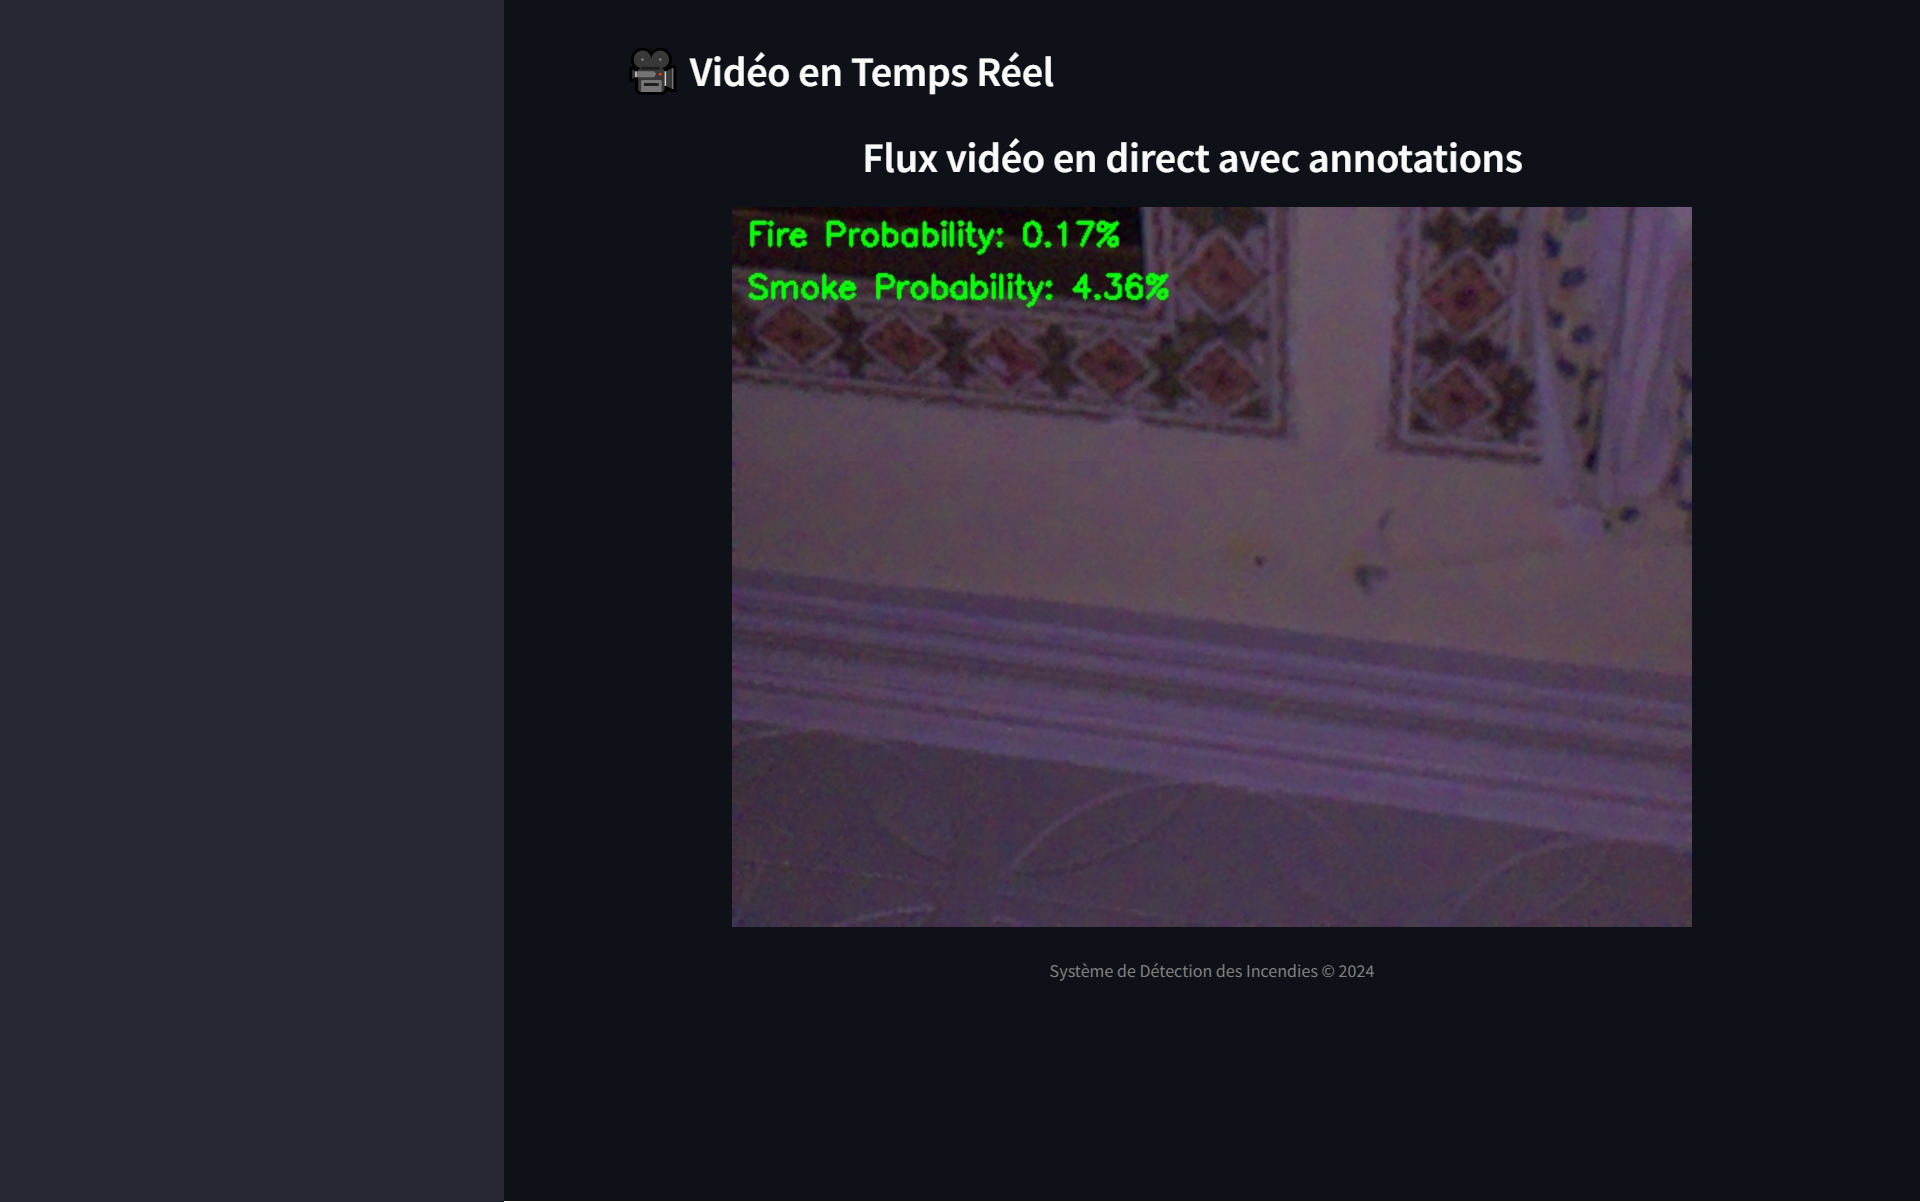 Vidéo en Temps Réel
Flux vidéo en direct avec annotations
Fire Probability: 0.17%
Smoke Probability: 4.36%
Système de Détection des Incendies © 2024